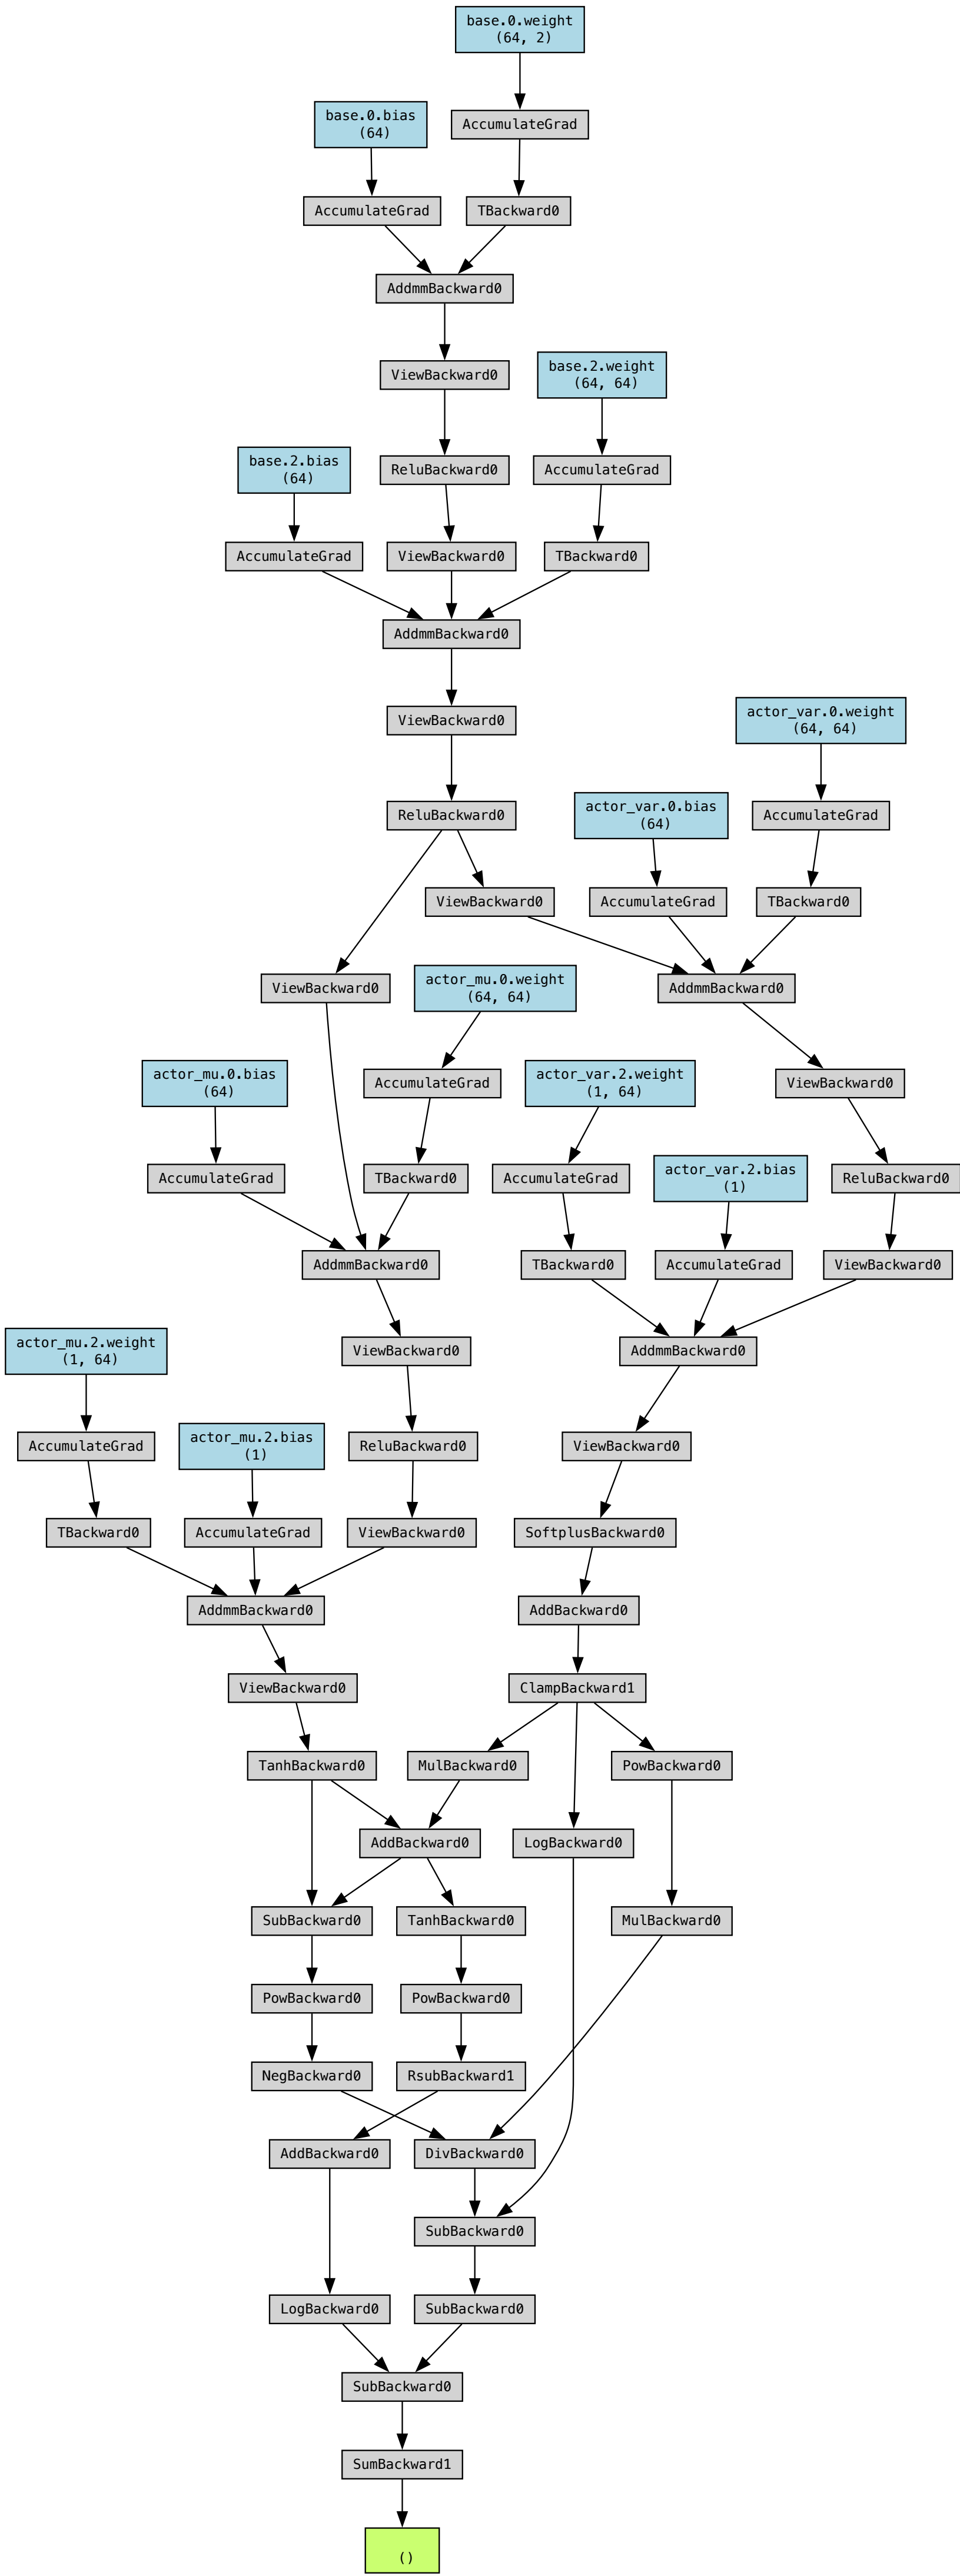 base.0.weight
(64, 2)
base.0.bias
(64)
AccumulateGrad
AccumulateGrad
TBackward0
AddmmBackward0
ViewBackward0
base.2.weight
(64, 64)
base.2.bias
(64)
ReluBackward0
AccumulateGrad
AccumulateGrad
ViewBackward0
TBackward0
AddmmBackward0
ViewBackward0
actor_var.0.weight
(64, 64)
ReluBackward0
actor_var.0.bias
(64)
AccumulateGrad
ViewBackward0
AccumulateGrad
TBackward0
ViewBackward0
actor_mu.0.weight
(64, 64)
AddmmBackward0
actor_mu.0.bias
(64)
AccumulateGrad
actor_var.2.weight
(1, 64)
ViewBackward0
AccumulateGrad
TBackward0
AccumulateGrad
actor_var.2.bias
(1)
ReluBackward0
AddmmBackward0
TBackward0
AccumulateGrad
ViewBackward0
actor_mu.2.weight
(1, 64)
ViewBackward0
AddmmBackward0
AccumulateGrad
actor_mu.2.bias
(1)
ReluBackward0
ViewBackward0
TBackward0
AccumulateGrad
ViewBackward0
SoftplusBackward0
AddmmBackward0
AddBackward0
ViewBackward0
ClampBackward1
TanhBackward0
MulBackward0
PowBackward0
AddBackward0
LogBackward0
SubBackward0
TanhBackward0
MulBackward0
PowBackward0
PowBackward0
NegBackward0
RsubBackward1
AddBackward0
DivBackward0
SubBackward0
LogBackward0
SubBackward0
SubBackward0
SumBackward1
()